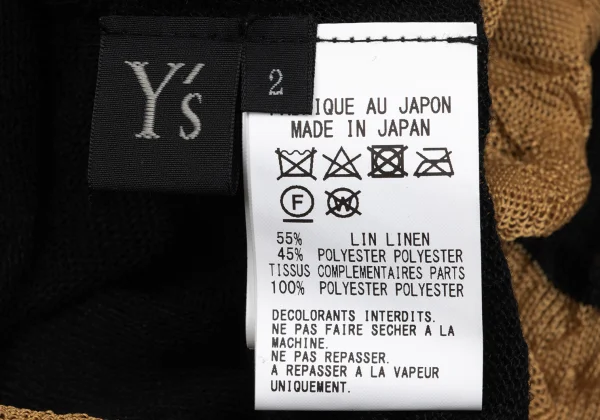 Y's
2
IQUE AU JAPON
MADE IN JAPAN
F
W
55% LIN LINEN
45% POLYESTER POLYESTER
TISSUS COMPLEMENTAIRES PARTS
100% POLYESTER POLYESTER
DECOLORANTS INTERDITS.
NE PAS FAIRE SECHER A LA
MACHINE.
NE PAS REPASSER.
A REPASSER A LA VAPEUR
UNIQUEMENT.